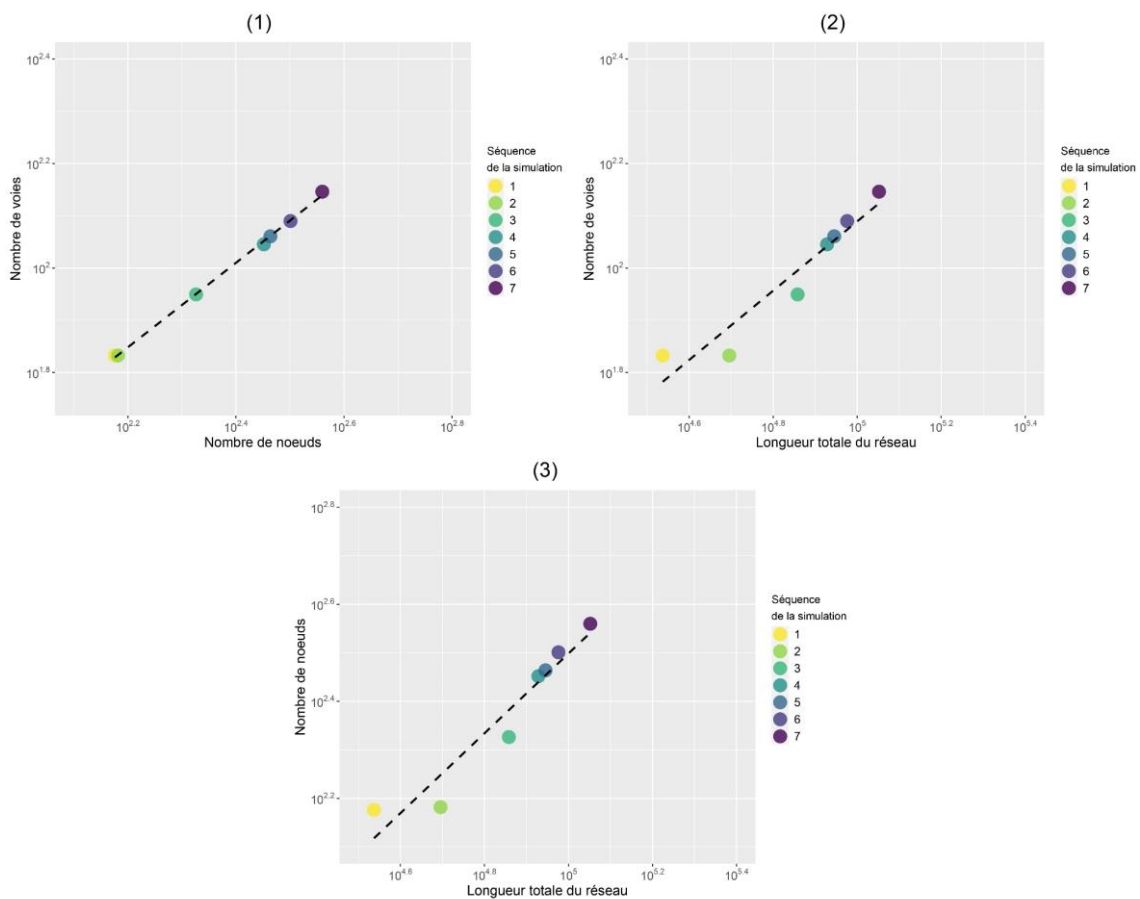 (1)
10^2.4
10^2.2
10^2
10^1.8
Nombre de voies
10^2.2 10^2.4 10^2.6 10^2.8
Nombre de noeuds
Séquence
de la simulation
1
2
3
4
5
6
7
(2)
10^2.4
10^2.2
10^2
10^1.8
Nombre de voies
10^4.6 10^4.8 10^5 10^5.2 10^5.4
Longueur totale du réseau
Séquence
de la simulation
1
2
3
4
5
6
7
(3)
10^2.8
10^2.6
10^2.4
10^2.2
Nombre de noeuds
10^4.6 10^4.8 10^5 10^5.2 10^5.4
Longueur totale du réseau
Séquence
de la simulation
1
2
3
4
5
6
7